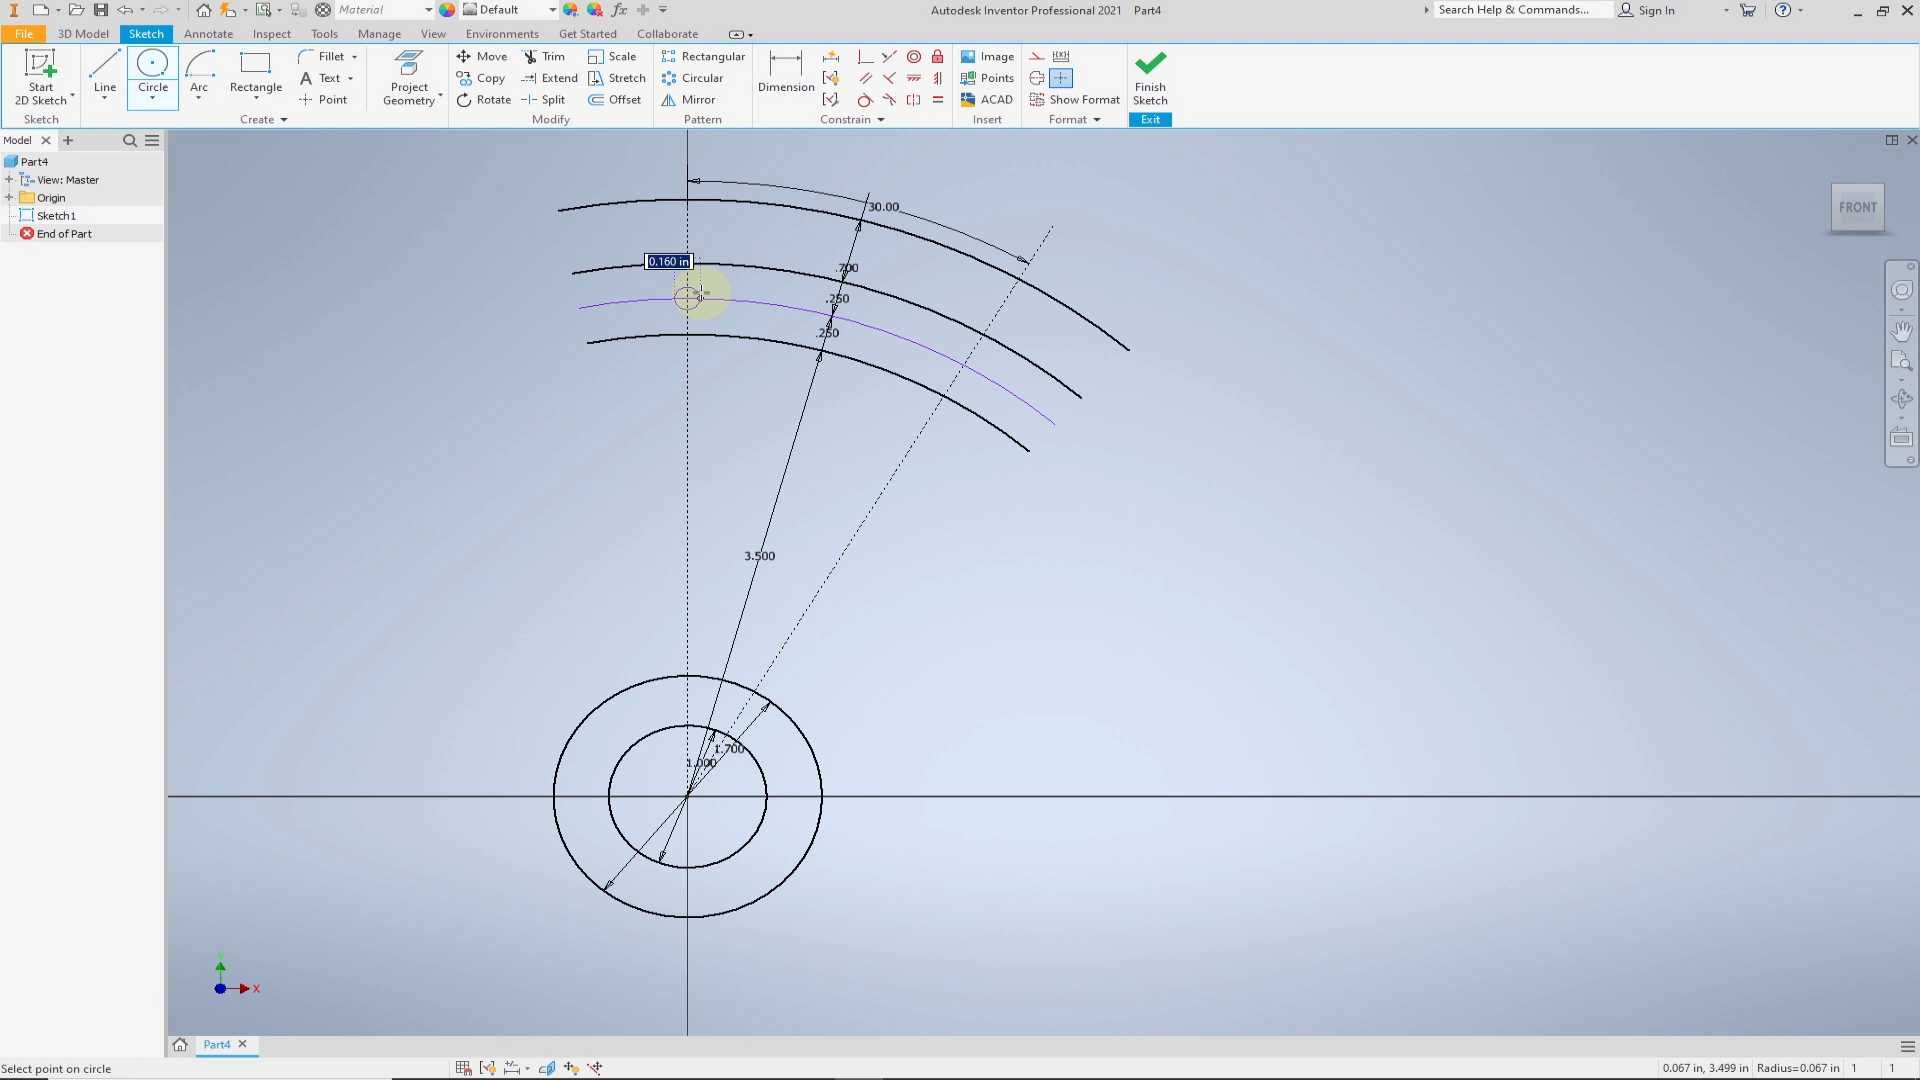 Material
Default
fx
Autodesk Inventor Professional 2021 Part4
Search Help & Commands...
Sign In
File
3D Model
Sketch
Annotate
Inspect
Tools
Manage
View
Environments
Get Started
Collaborate
Start
2D Sketch
Line
Circle
Arc
Rectangle
Fillet
Text
Point
Project
Geometry
Move
Copy
Rotate
Trim
Extend
Split
Scale
Stretch
Offset
Rectangular
Circular
Mirror
Dimension
Image
Points
ACAD
Show Format
Finish
Sketch
Sketch
Create
Modify
Pattern
Constrain
Insert
Format
Exit
Model
Part4
View: Master
Origin
Sketch1
End of Part
FRONT
30.00
0.160 in
.700
.250
.250
3.500
1.700
1.000
X
Part4
Select point on circle
0.067 in, 3.499 in
Radius=0.067 in
1
1